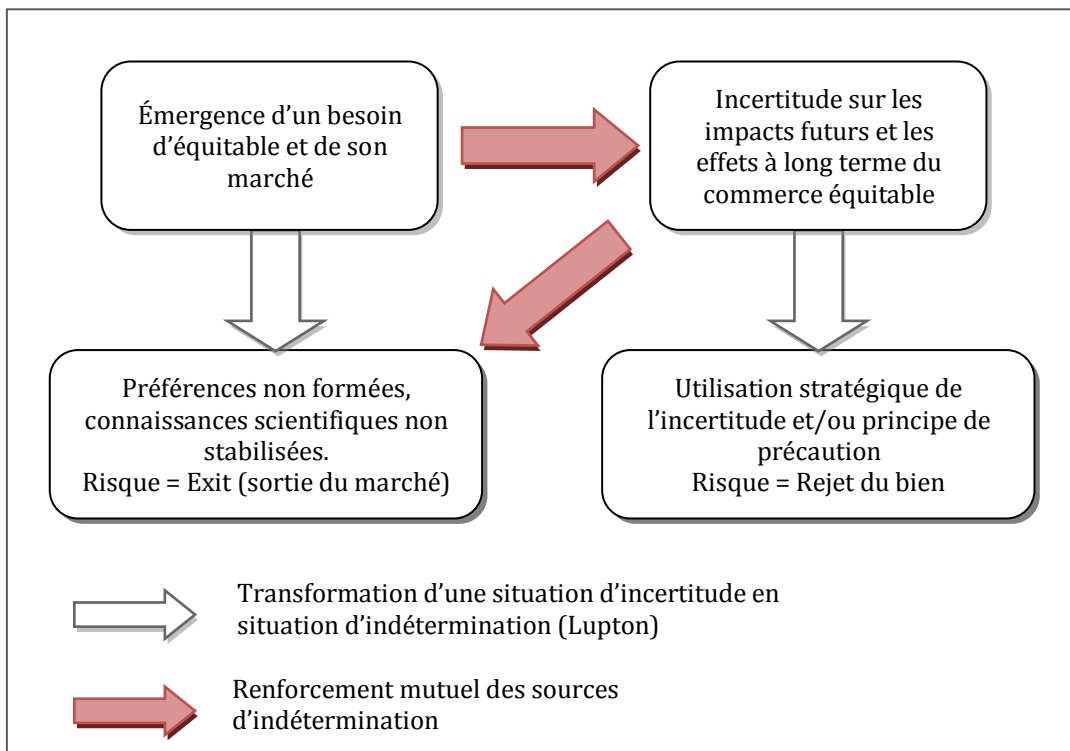 Émergence d’un besoin
d’équitable et de son
marché
Incertitude sur les
impacts futurs et les
effets à long terme du
commerce équitable
Préférences non formées,
connaissances scientifiques non
stabilisées.
Risque = Exit (sortie du marché)
Utilisation stratégique de
l’incertitude et/ou principe de
précaution
Risque = Rejet du bien
Transformation d’une situation d’incertitude en
situation d’indétermination (Lupton)
Renforcement mutuel des sources
d’indétermination